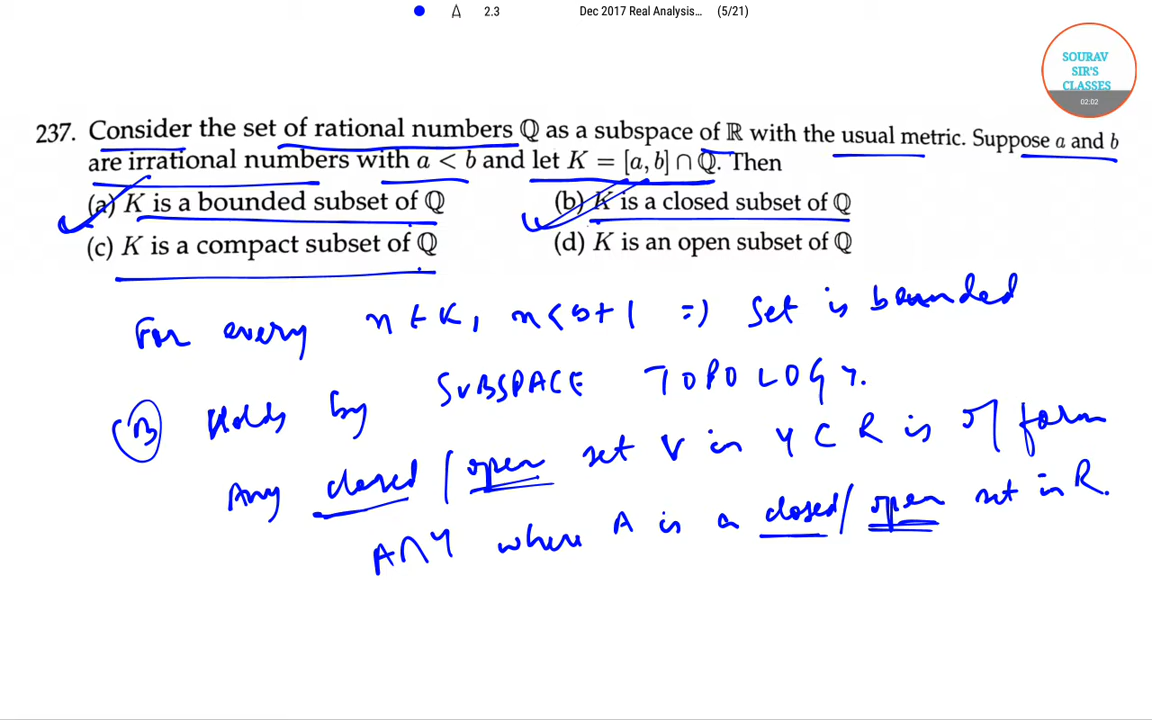 2.3 Dec 2017 Real Analysis... (5/21)
SOURAV
SIR'S
CLASSES
02:02
237. Consider the set of rational numbers ℚ as a subspace of ℝ with the usual metric. Suppose a and b
are irrational numbers with a < b and let K = [a, b] ∩ ℚ. Then
(a) K is a bounded subset of ℚ (b) K is a closed subset of ℚ
(c) K is a compact subset of ℚ (d) K is an open subset of ℚ
For every n ∈ K, n < b + 1 => Set is bounded
(B) Holds by SUBSPACE TOPOLOGY.
Any closed / open set V in Y ⊂ R is of form
A∩Y where A is a closed / open set in R.